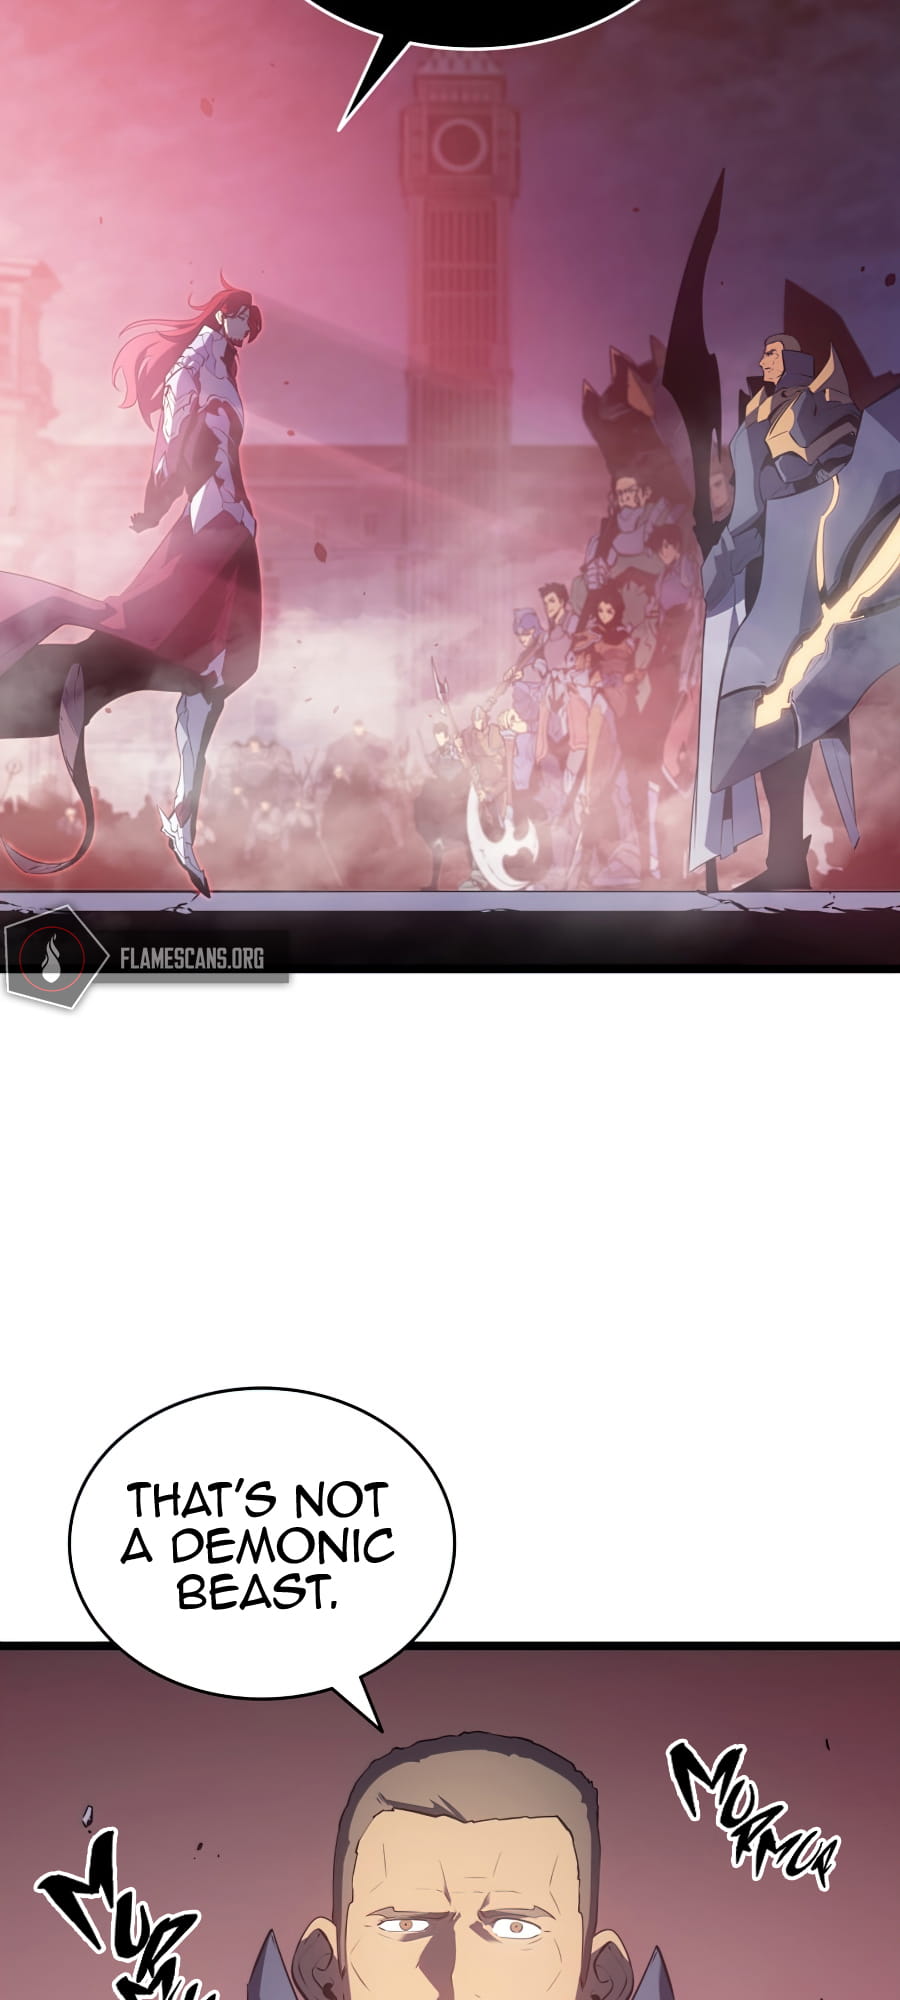 FLAMESCANS.ORG
THAT'S NOT
A DEMONIC
BEAST.
MURMUR